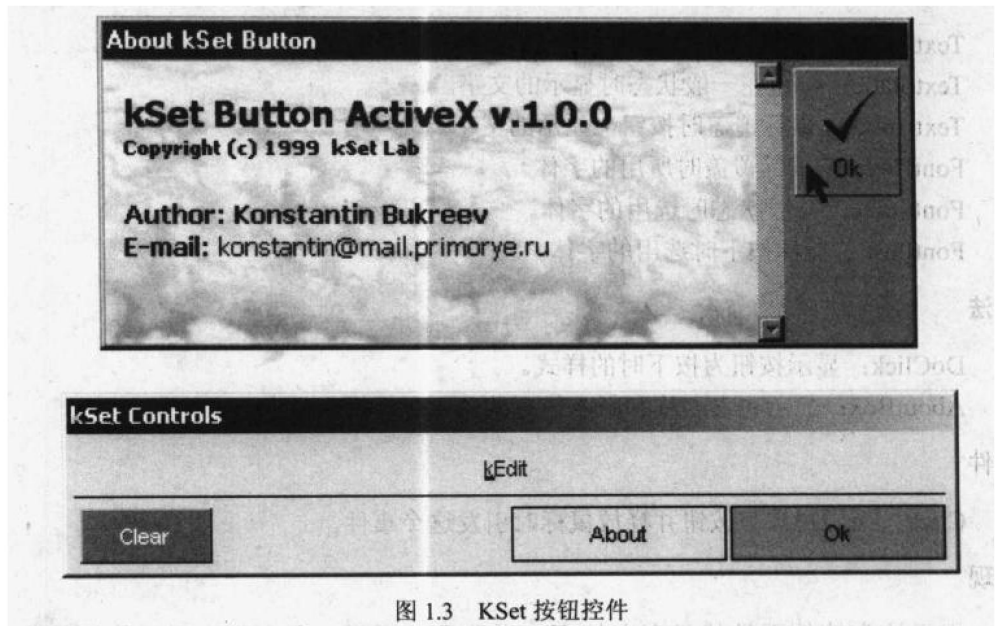 About kSet Button
kSet Button ActiveX v.1.0.0
Copyright (c) 1999 kSet Lab
Ok
Author: Konstantin Bukreev
E-mail: konstantin@mail.primorye.ru
kSet Controls
kEdit
Clear
About
Ok
图 1.3 KSet 按钮控件